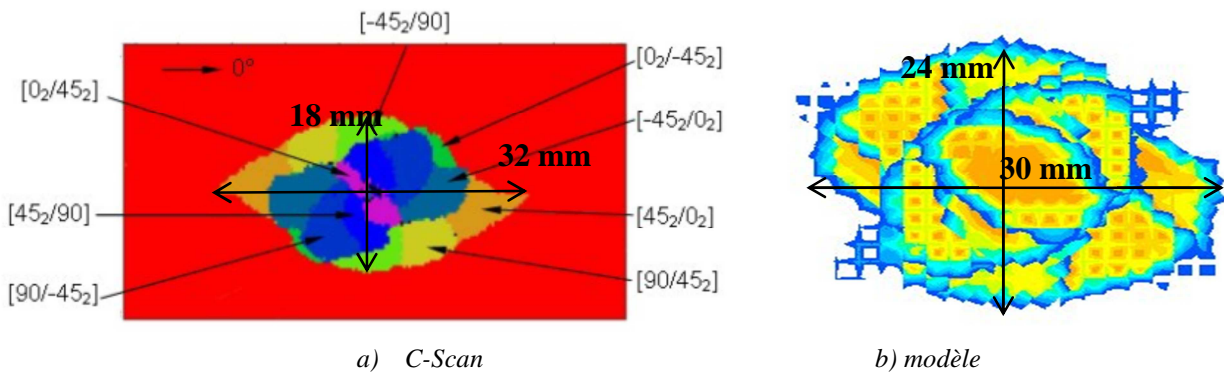 [-45₂/90]
0°
[0₂/-45₂]
[0₂/45₂]
[-45₂/0₂]
18 mm
32 mm
[45₂/90]
[45₂/0₂]
[90/-45₂]
[90/45₂]
24 mm
30 mm
a) C-Scan
b) modèle